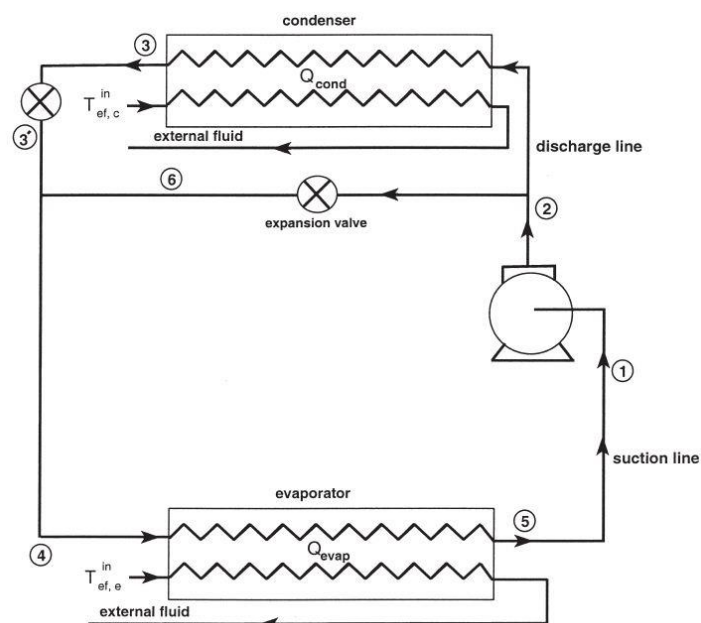 condenser
3
Q cond
T in ef, c
3'
external fluid
discharge line
6
2
expansion valve
1
suction line
evaporator
5
Q evap
4
T in ef, e
external fluid